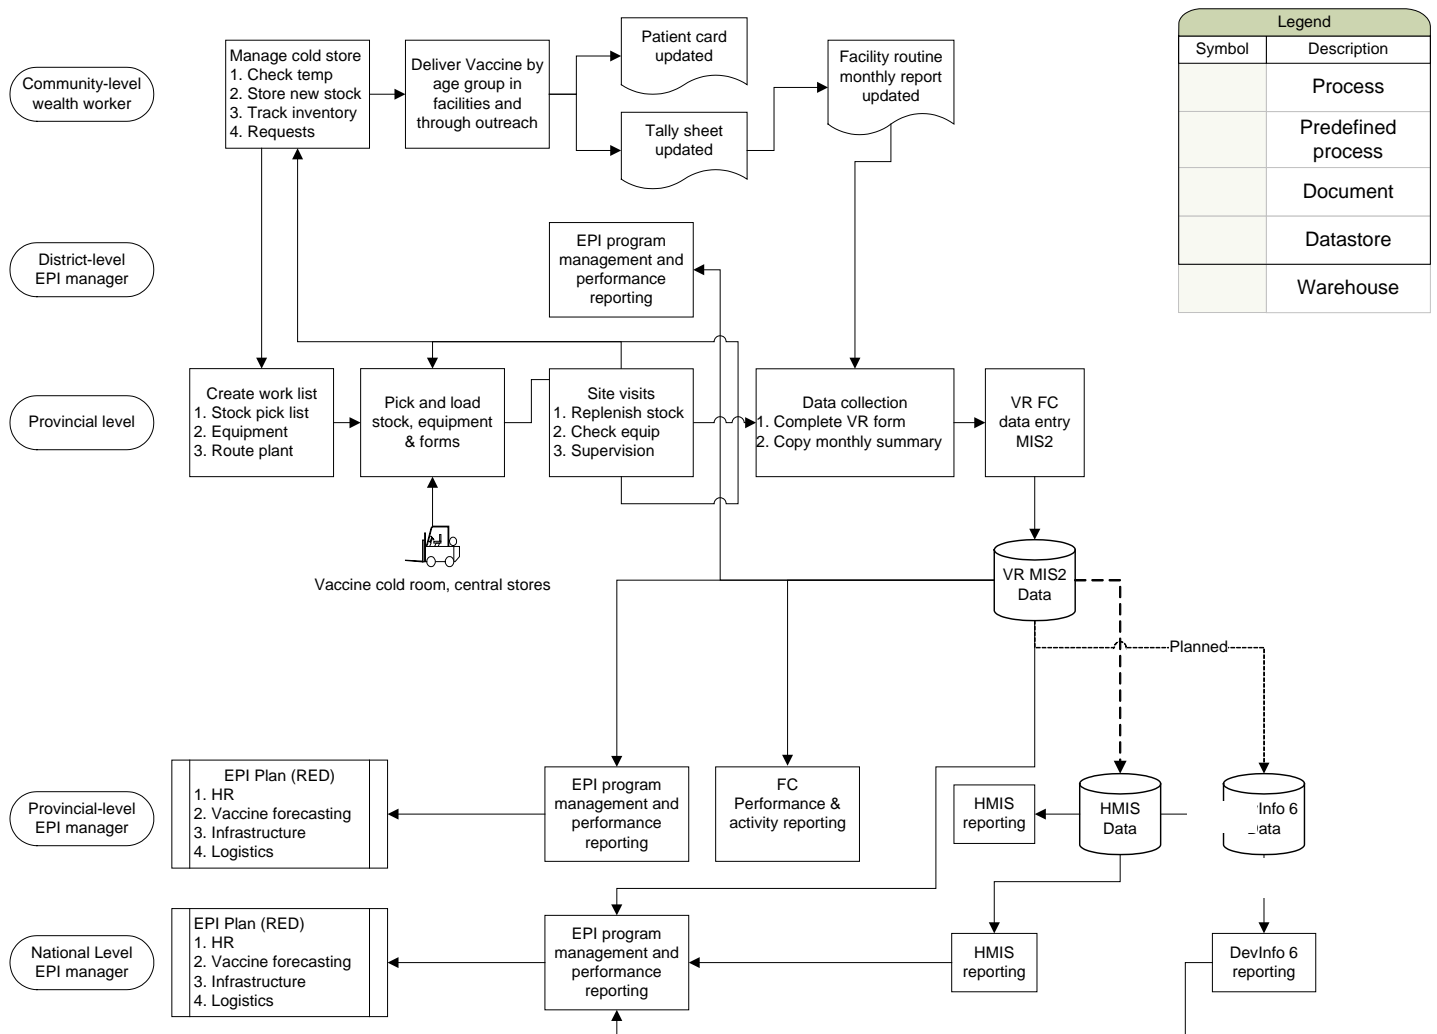 Legend
Symbol Description
Process
Predefined
process
Document
Datastore
Warehouse
Community-level
wealth worker
Manage cold store
1. Check temp
2. Store new stock
3. Track inventory
4. Requests
Deliver Vaccine by
age group in
facilities and
through outreach
Patient card
updated
Tally sheet
updated
Facility routine
monthly report
updated
District-level
EPI manager
EPI program
management and
performance
reporting
Provincial level
Create work list
1. Stock pick list
2. Equipment
3. Route plant
Pick and load
stock, equipment
& forms
Site visits
1. Replenish stock
2. Check equip
3. Supervision
Data collection
1. Complete VR form
2. Copy monthly summary
VR FC
data entry
MIS2
Vaccine cold room, central stores
VR MIS2
Data
Planned
Provincial-level
EPI manager
EPI Plan (RED)
1. HR
2. Vaccine forecasting
3. Infrastructure
4. Logistics
EPI program
management and
performance
reporting
FC
Performance &
activity reporting
HMIS
reporting
HMIS
Data
Info 6
National Level
EPI manager
EPI Plan (RED)
1. HR
2. Vaccine forecasting
3. Infrastructure
4. Logistics
EPI program
management and
performance
reporting
HMIS
reporting
DevInfo 6
reporting